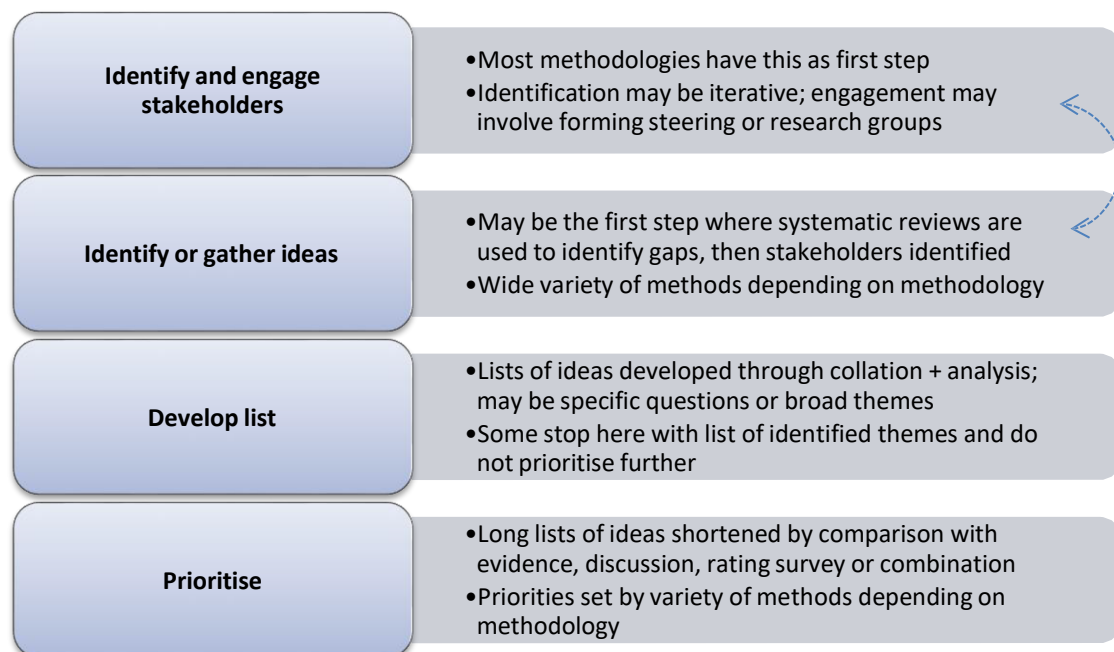 Identify and engage
stakeholders
•Most methodologies have this as first step
•Identification may be iterative; engagement may
involve forming steering or research groups
Identify or gather ideas
•May be the first step where systematic reviews are
used to identify gaps, then stakeholders identified
•Wide variety of methods depending on methodology
Develop list
•Lists of ideas developed through collation + analysis;
may be specific questions or broad themes
•Some stop here with list of identified themes and do
not prioritise further
Prioritise
•Long lists of ideas shortened by comparison with
evidence, discussion, rating survey or combination
•Priorities set by variety of methods depending on
methodology